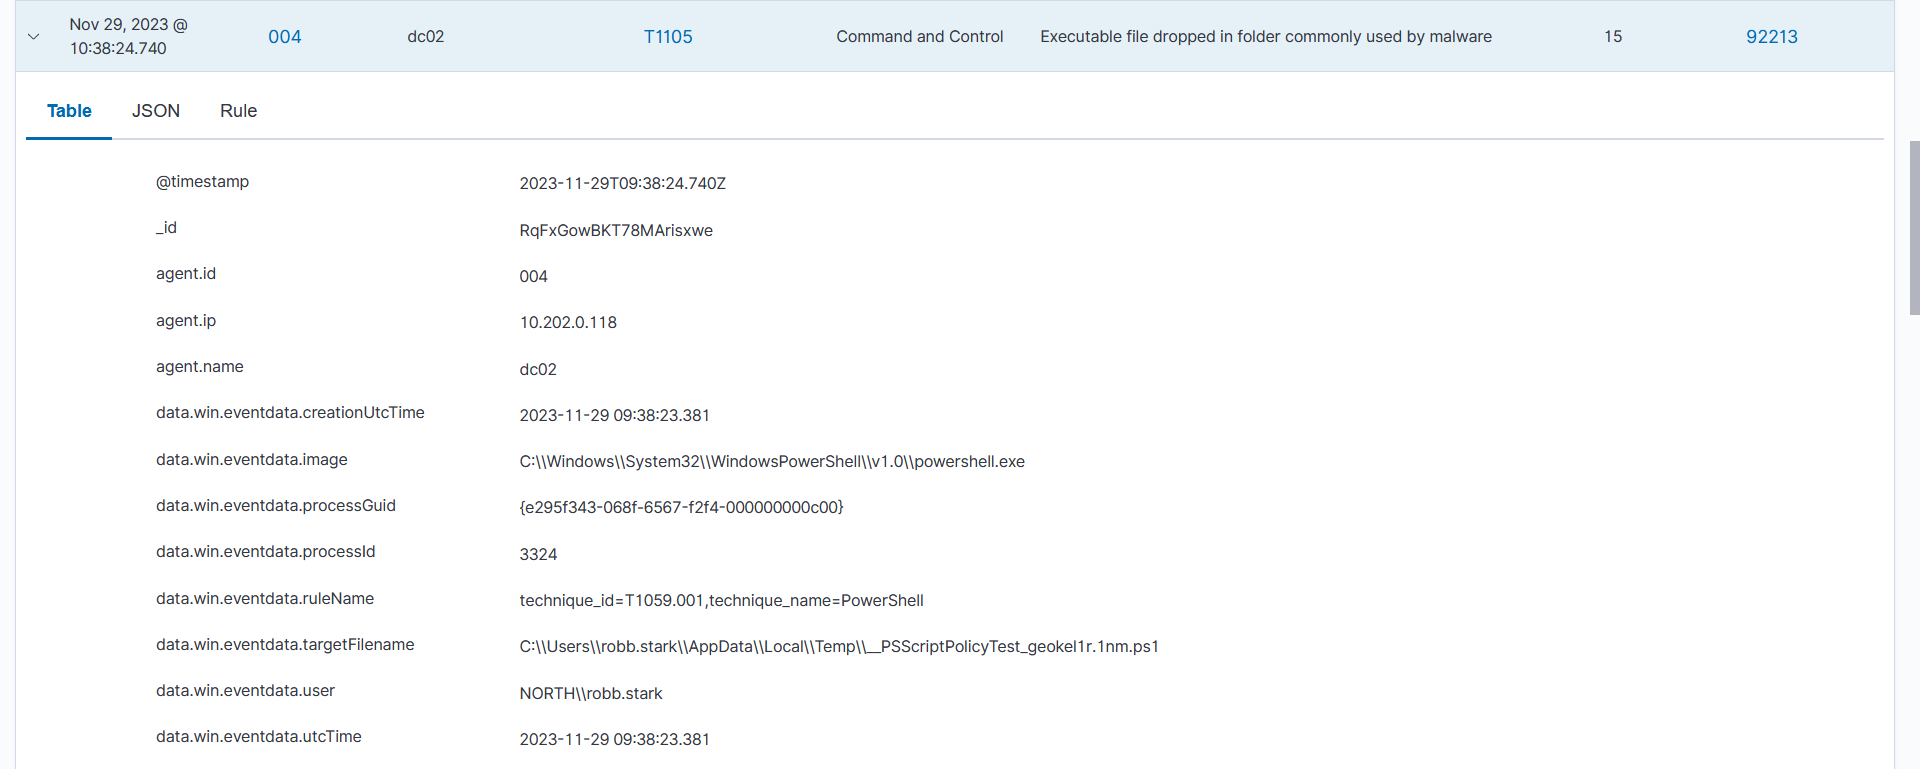 Nov 29, 2023 @ 10:38:24.740 004 dc02 T1105 Command and Control Executable file dropped in folder commonly used by malware 15 92213
Table JSON Rule
@timestamp 2023-11-29T09:38:24.740Z
_id RqFxGowBKT78MArisxwe
agent.id 004
agent.ip 10.202.0.118
agent.name dc02
data.win.eventdata.creationUtcTime 2023-11-29 09:38:23.381
data.win.eventdata.image C:\\Windows\\System32\\WindowsPowerShell\\v1.0\\powershell.exe
data.win.eventdata.processGuid {e295f343-068f-6567-f2f4-000000000c00}
data.win.eventdata.processId 3324
data.win.eventdata.ruleName technique_id=T1059.001,technique_name=PowerShell
data.win.eventdata.targetFilename C:\\Users\\robb.stark\\AppData\\Local\\Temp\\__PSScriptPolicyTest_geokel1r.1nm.ps1
data.win.eventdata.user NORTH\\robb.stark
data.win.eventdata.utcTime 2023-11-29 09:38:23.381